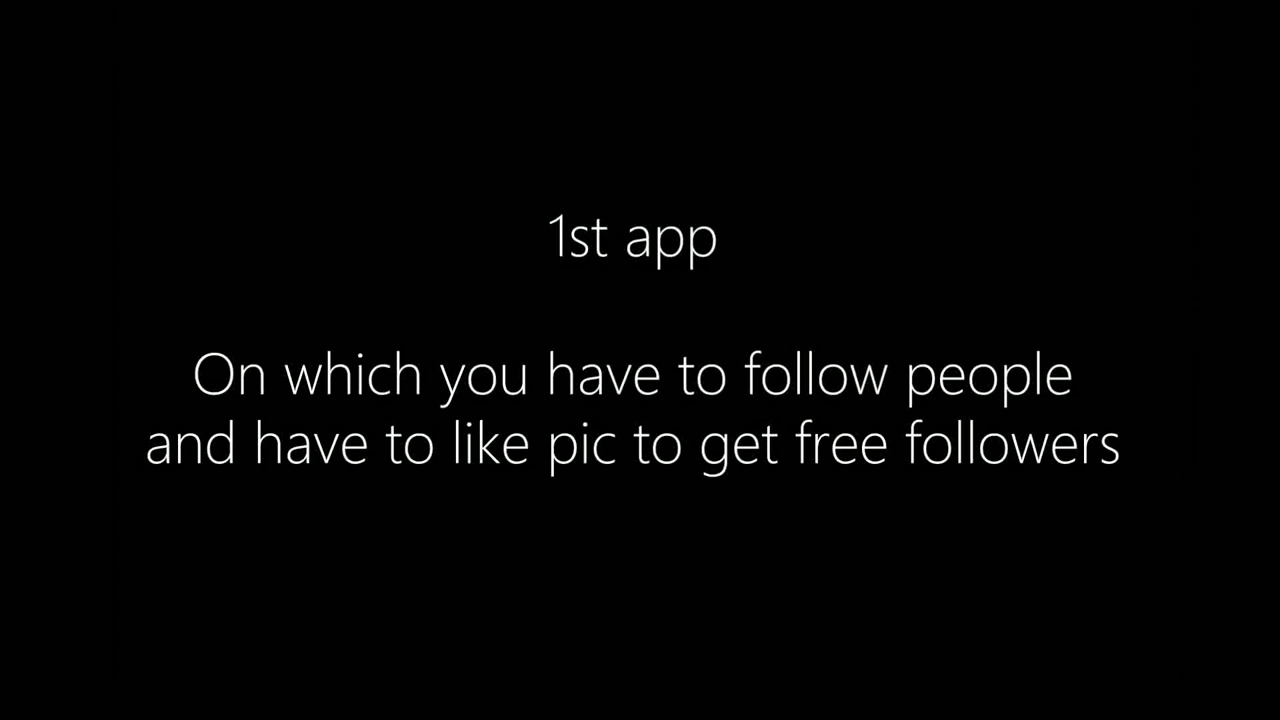 1st app
On which you have to follow people
and have to like pic to get free followers